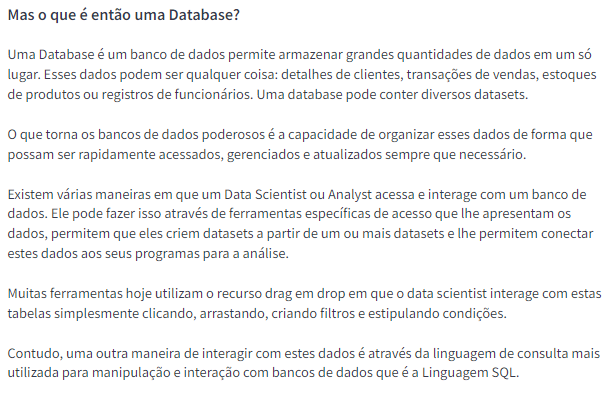 Mas o que é então uma Database?
Uma Database é um banco de dados permite armazenar grandes quantidades de dados em um só
lugar. Esses dados podem ser qualquer coisa: detalhes de clientes, transações de vendas, estoques
de produtos ou registros de funcionários. Uma database pode conter diversos datasets.
O que torna os bancos de dados poderosos é a capacidade de organizar esses dados de forma que
possam ser rapidamente acessados, gerenciados e atualizados sempre que necessário.
Existem várias maneiras em que um Data Scientist ou Analyst acessa e interage com um banco de
dados. Ele pode fazer isso através de ferramentas específicas de acesso que lhe apresentam os
dados, permitem que eles criem datasets a partir de um ou mais datasets e lhe permitem conectar
estes dados aos seus programas para a análise.
Muitas ferramentas hoje utilizam o recurso drag em drop em que o data scientist interage com estas
tabelas simplesmente clicando, arrastando, criando filtros e estipulando condições.
Contudo, uma outra maneira de interagir com estes dados é através da linguagem de consulta mais
utilizada para manipulação e interação com bancos de dados que é a Linguagem SQL.